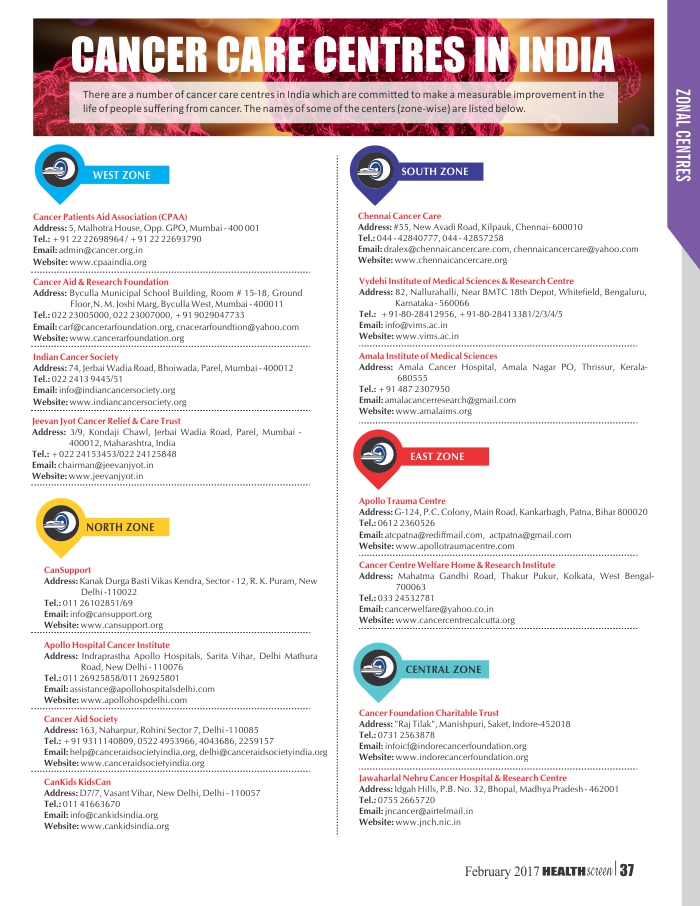 CANCER CARE CENTRES IN INDIA
There are a number of cancer care centres in India which are committed to make a measurable improvement in the
life of people suffering from cancer. The names of some of the centers (zone-wise) are listed below.
ZONAL CENTRES
WEST ZONE
Cancer Patients Aid Association (CPAA)
Address: 5, Malhotra House, Opp. GPO, Mumbai - 400 001
Tel.: +91 22 22698964 / +91 22 22693790
Email: admin@cancer.org.in
Website: www.cpaaindia.org
Cancer Aid & Research Foundation
Address: Byculla Municipal School Building, Room # 15-18, Ground
Floor, N. M. Joshi Marg, Byculla West, Mumbai - 400011
Tel.: 022 23005000, 022 23007000, +91 9029047733
Email: carf@cancerarfoundation.org, cnacerarfoundtion@yahoo.com
Website: www.cancerarfoundation.org
Indian Cancer Society
Address: 74, Jerbai Wadia Road, Bhoiwada, Parel, Mumbai - 400012
Tel.: 022 2413 9445/51
Email: info@indiancancersociety.org
Website: www.indiancancersociety.org
Jeevan Jyot Cancer Relief & Care Trust
Address: 3/9, Kondaji Chawl, Jerbai Wadia Road, Parel, Mumbai -
400012, Maharashtra, India
Tel.: +022 24153453/022 24125848
Email: chairman@jeevanjyot.in
Website: www.jeevanjyot.in
NORTH ZONE
CanSupport
Address: Kanak Durga Basti Vikas Kendra, Sector - 12, R. K. Puram, New
Delhi -110022
Tel.: 011 26102851/69
Email: info@cansupport.org
Website: www.cansupport.org
Apollo Hospital Cancer Institute
Address: Indraprastha Apollo Hospitals, Sarita Vihar, Delhi Mathura
Road, New Delhi - 110076
Tel.: 011 26925858/011 26925801
Email: assistance@apollohospitalsdelhi.com
Website: www.apollohospdelhi.com
Cancer Aid Society
Address: 163, Naharpur, Rohini Sector 7, Delhi -110085
Tel.: +91 9311140809, 0522 4953966, 4043686, 2259157
Email: help@canceraidsocietyindia.org, delhi@canceraidsocietyindia.org
Website: www.canceraidsocietyindia.org
CanKids KidsCan
Address: D7/7, Vasant Vihar, New Delhi, Delhi - 110057
Tel.: 011 41663670
Email: info@cankidsindia.org
Website: www.cankidsindia.org
SOUTH ZONE
Chennai Cancer Care
Address: #55, New Avadi Road, Kilpauk, Chennai- 600010
Tel.: 044 - 42840777, 044 - 42857258
Email: dralex@chennaicancercare.com, chennaicancercare@yahoo.com
Website: www.chennaicancercare.org
Vydehi Institute of Medical Sciences & Research Centre
Address: 82, Nallurahalli, Near BMTC 18th Depot, Whitefield, Bengaluru,
Karnataka - 560066
Tel.: +91-80-28412956, +91-80-28413381/2/3/4/5
Email: info@vims.ac.in
Website: www.vims.ac.in
Amala Institute of Medical Sciences
Address: Amala Cancer Hospital, Amala Nagar PO, Thrissur, Kerala-
680555
Tel.: +91 487 2307950
Email: amalacancerresearch@gmail.com
Website: www.amalaims.org
EAST ZONE
Apollo Trauma Centre
Address: G-124, P.C. Colony, Main Road, Kankarbagh, Patna, Bihar 800020
Tel.: 0612 2360526
Email: atcpatna@rediffmail.com, actpatna@gmail.com
Website: www.apollotraumacentre.com
Cancer Centre Welfare Home & Research Institute
Address: Mahatma Gandhi Road, Thakur Pukur, Kolkata, West Bengal-
700063
Tel.: 033 24532781
Email: cancerwelfare@yahoo.co.in
Website: www.cancercentrecalcutta.org
CENTRAL ZONE
Cancer Foundation Charitable Trust
Address: "Raj Tilak", Manishpuri, Saket, Indore-452018
Tel.: 0731 2563878
Email: infoicf@indorecancerfoundation.org
Website: www.indorecancerfoundation.org
Jawaharlal Nehru Cancer Hospital & Research Centre
Address: Idgah Hills, P.B. No. 32, Bhopal, Madhya Pradesh - 462001
Tel.: 0755 2665720
Email: jncancer@airtelmail.in
Website: www.jnch.nic.in
February 2017 HEALTHscreen | 37